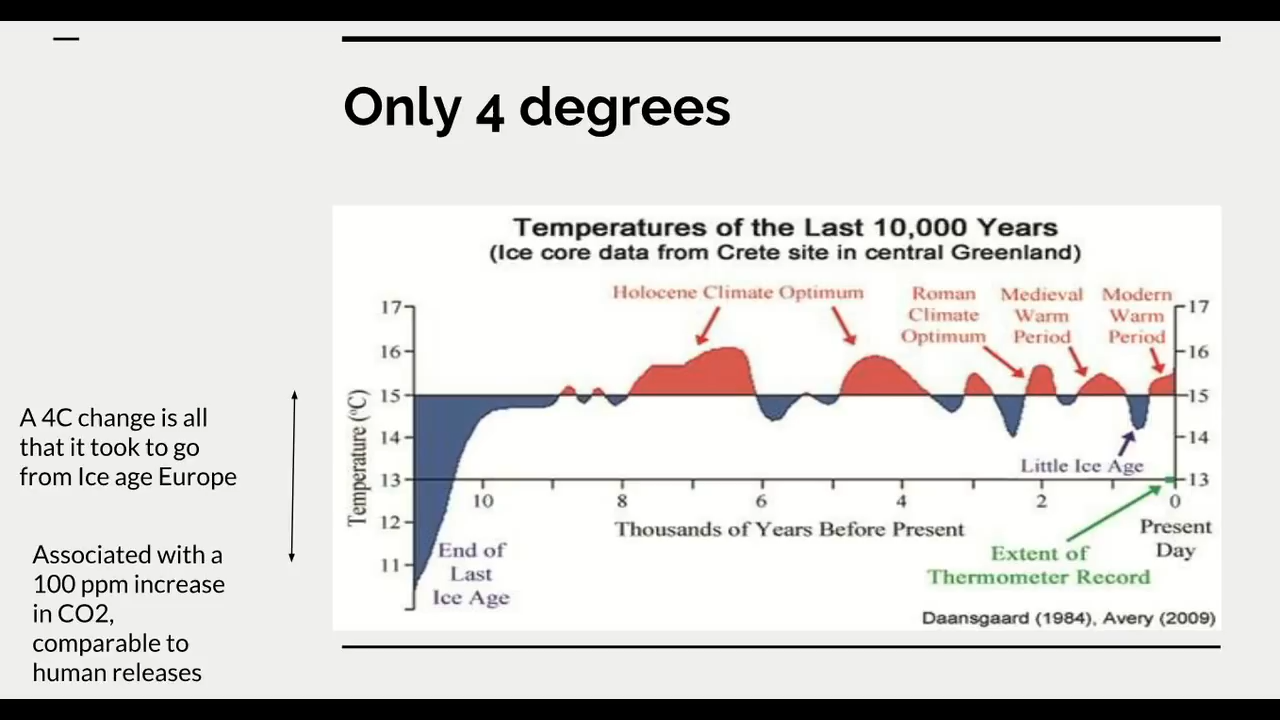 Only 4 degrees
Temperatures of the Last 10,000 Years
(Ice core data from Crete site in central Greenland)
Holocene Climate Optimum
Roman
Climate
Optimum
Medieval
Warm
Period
Modern
Warm
Period
17
16
15
14
13
12
11
Temperature (ºC)
17
16
15
14
13
10
8
6
4
2
0
Thousands of Years Before Present
Present
Day
Little Ice Age
End of
Last
Ice Age
Extent of
Thermometer Record
Daansgaard (1984), Avery (2009)
A 4C change is all
that it took to go
from Ice age Europe
Associated with a
100 ppm increase
in CO2,
comparable to
human releases